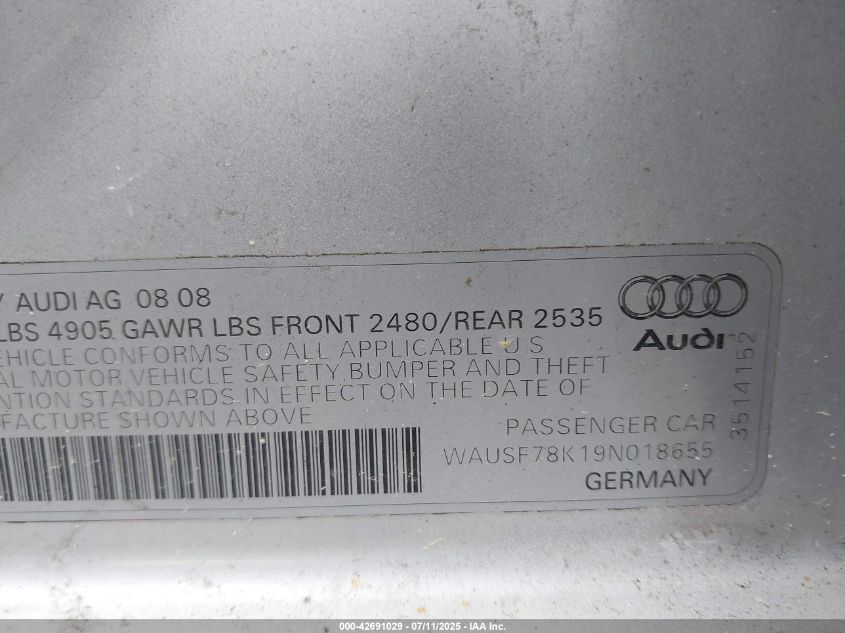 Y AUDI AG 08 08
LBS 4905 GAWR LBS FRONT 2480/REAR 2535
EHICLE CONFORMS TO ALL APPLICABLE U S
AL MOTOR VEHICLE SAFETY BUMPER AND THEFT
NTION STANDARDS IN EFFECT ON THE DATE OF
FACTURE SHOWN ABOVE
PASSENGER CAR
WAUSF78K19N018655
GERMANY
Audi
3514152
000-42691029 - 07/11/2025 - IAA Inc.